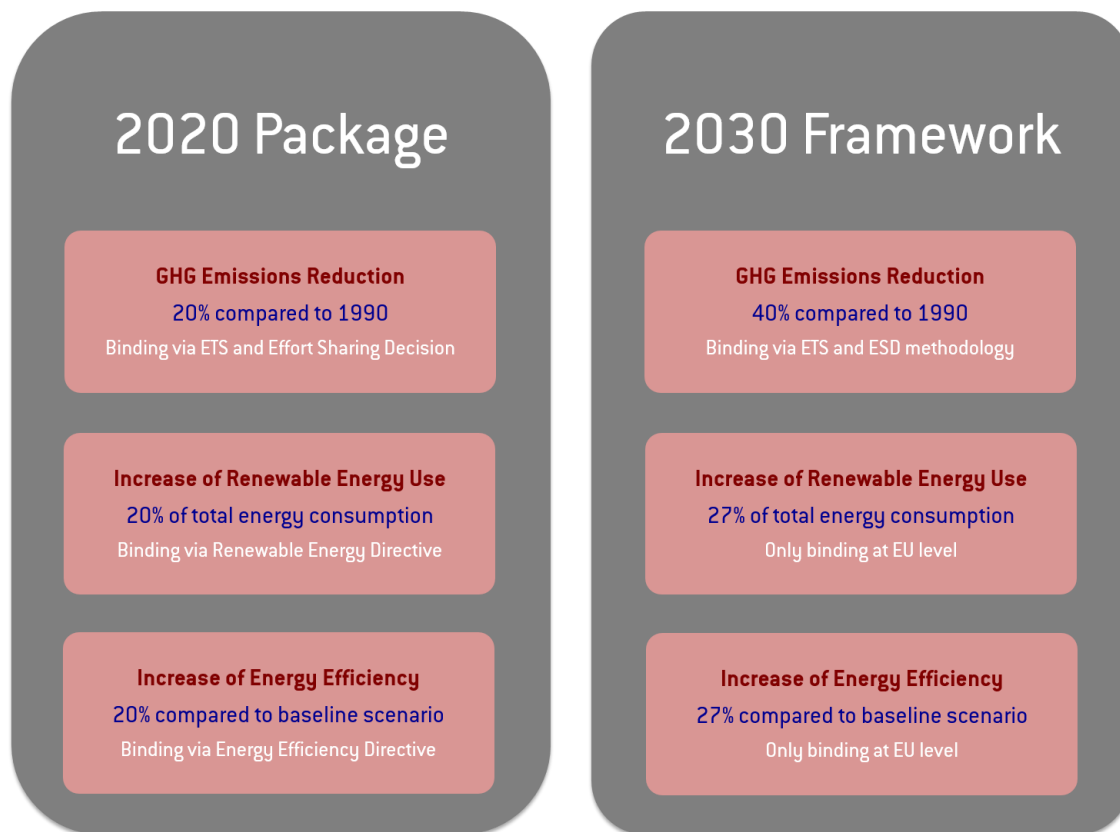 2020 Package
GHG Emissions Reduction
20% compared to 1990
Binding via ETS and Effort Sharing Decision
Increase of Renewable Energy Use
20% of total energy consumption
Binding via Renewable Energy Directive
Increase of Energy Efficiency
20% compared to baseline scenario
Binding via Energy Efficiency Directive
2030 Framework
GHG Emissions Reduction
40% compared to 1990
Binding via ETS and ESD methodology
Increase of Renewable Energy Use
27% of total energy consumption
Only binding at EU level
Increase of Energy Efficiency
27% compared to baseline scenario
Only binding at EU level